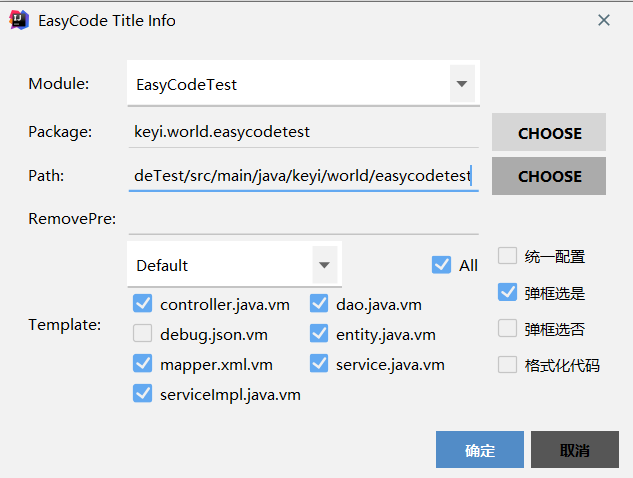 EasyCode Title Info
Module: EasyCodeTest
Package: keyi.world.easycodetest CHOOSE
Path: deTest/src/main/java/keyi/world/easycodetest CHOOSE
RemovePre:
Default All 统一配置
controller.java.vm dao.java.vm 弹框选是
Template: debug.json.vm entity.java.vm 弹框选否
mapper.xml.vm service.java.vm 格式化代码
serviceImpl.java.vm
确定 取消